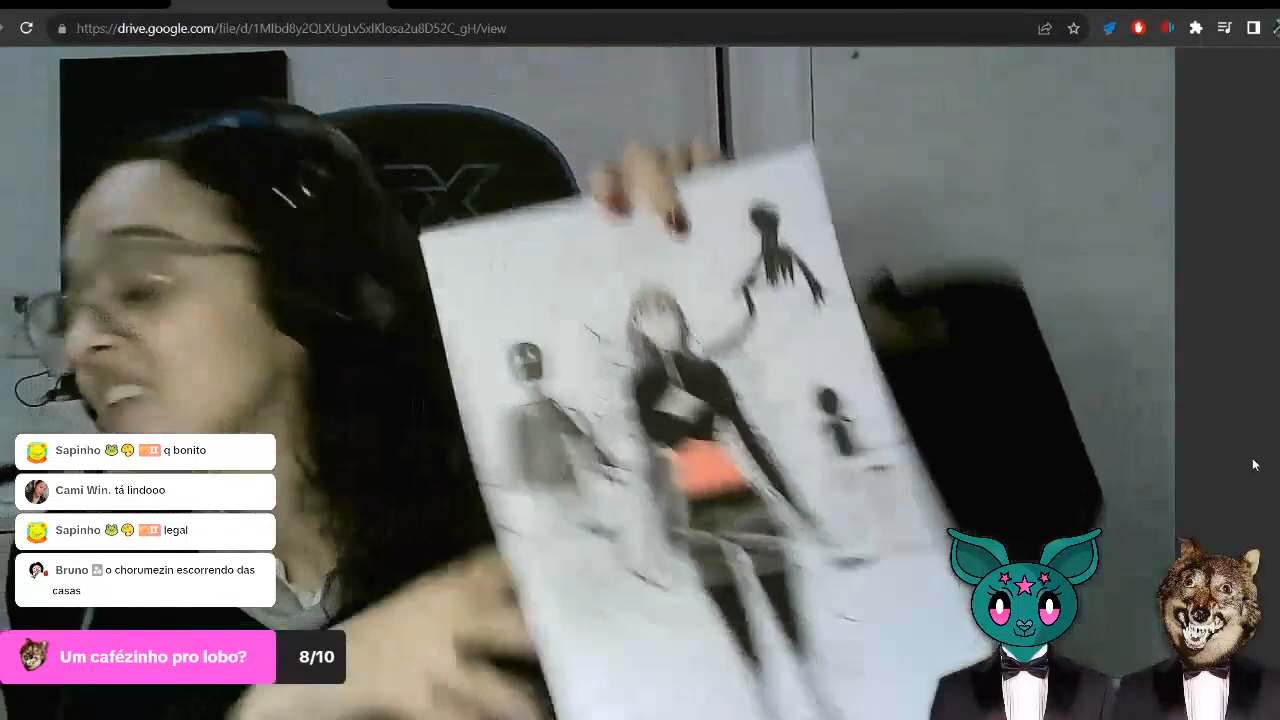 https://drive.google.com/file/d/1MIbd8y2QLXUgLvSxlKlosa2u8D52C_gH/view
Sapinho q bonito
Cami Win. tá lindooo
Sapinho legal
Bruno o chorumezin escorrendo das
casas
Um cafézinho pro lobo? 8/10